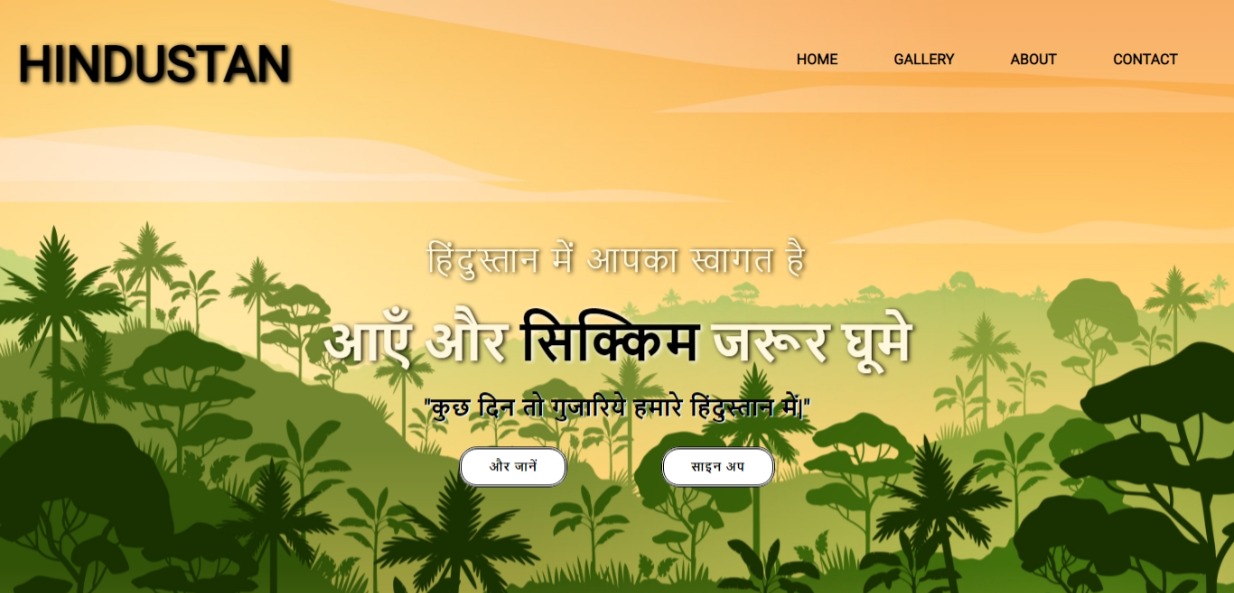 HINDUSTAN
HOME GALLERY ABOUT CONTACT
हिंदुस्तान में आपका स्वागत है
आएँ और सिक्किम जरूर घूमे
"कुछ दिन तो गुजारिये हमारे हिंदुस्तान में|"
और जानें साइन अप